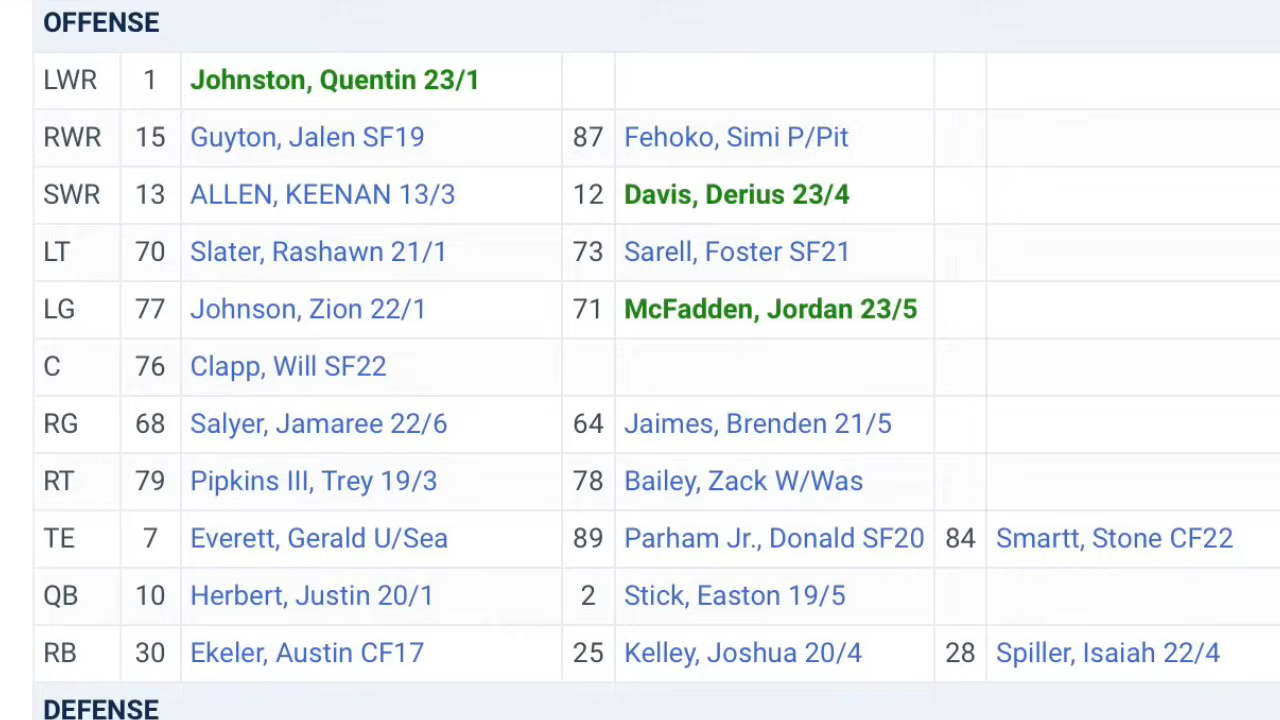 OFFENSE
LWR 1 Johnston, Quentin 23/1
RWR 15 Guyton, Jalen SF19 87 Fehoko, Simi P/Pit
SWR 13 ALLEN, KEENAN 13/3 12 Davis, Derius 23/4
LT 70 Slater, Rashawn 21/1 73 Sarell, Foster SF21
LG 77 Johnson, Zion 22/1 71 McFadden, Jordan 23/5
C 76 Clapp, Will SF22
RG 68 Salyer, Jamaree 22/6 64 Jaimes, Brenden 21/5
RT 79 Pipkins III, Trey 19/3 78 Bailey, Zack W/Was
TE 7 Everett, Gerald U/Sea 89 Parham Jr., Donald SF20 84 Smartt, Stone CF22
QB 10 Herbert, Justin 20/1 2 Stick, Easton 19/5
RB 30 Ekeler, Austin CF17 25 Kelley, Joshua 20/4 28 Spiller, Isaiah 22/4
DEFENSE